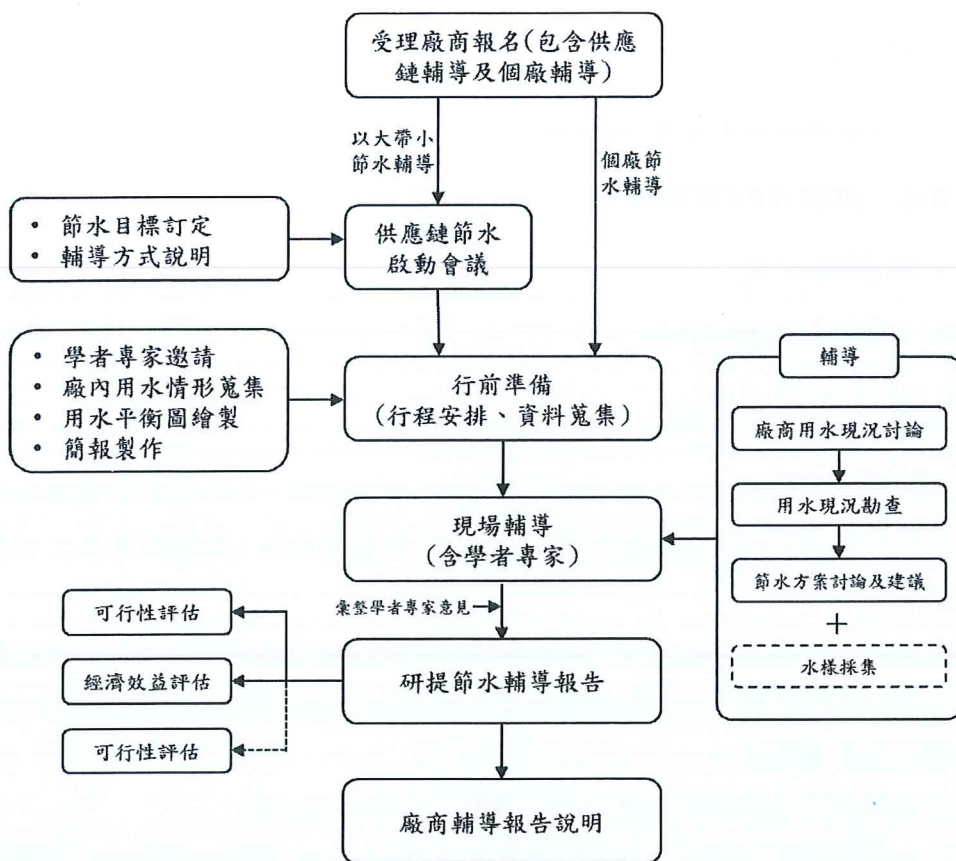 受理廠商報名(包含供應
鏈輔導及個廠輔導)
以大帶小
節水輔導
個廠節
水輔導
• 節水目標訂定
• 輔導方式說明
供應鏈節水
啟動會議
• 學者專家邀請
• 廠內用水情形蒐集
• 用水平衡圖繪製
• 簡報製作
行前準備
(行程安排、資料蒐集)
輔導
廠商用水現況討論
用水現況勘查
節水方案討論及建議
+
水樣採集
現場輔導
(含學者專家)
彙整學者專家意見
可行性評估
經濟效益評估
可行性評估
研提節水輔導報告
廠商輔導報告說明